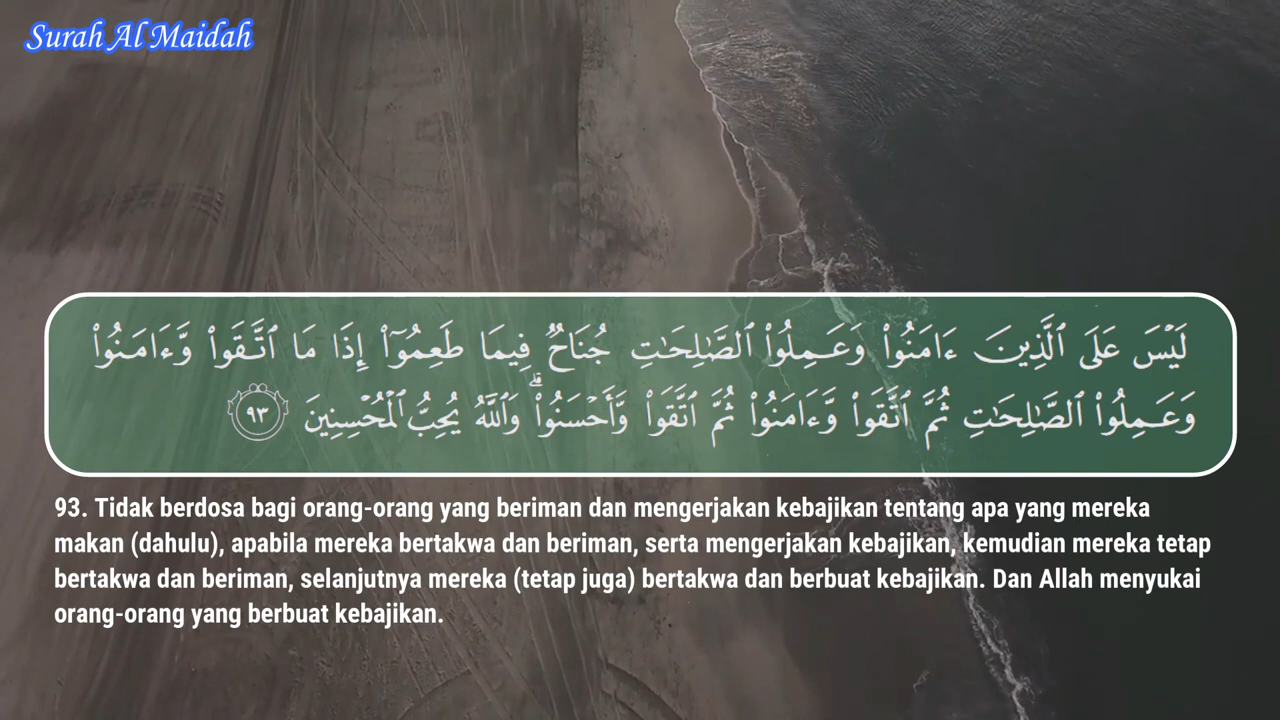 Surah Al Maidah
لَيْسَ عَلَى ٱلَّذِينَ ءَامَنُوا۟ وَعَمِلُوا۟ ٱلصَّٰلِحَٰتِ جُنَاحٌ فِيمَا طَعِمُوٓا۟ إِذَا مَا ٱتَّقَوا۟ وَّءَامَنُوا۟
وَعَمِلُوا۟ ٱلصَّٰلِحَٰتِ ثُمَّ ٱتَّقَوا۟ وَّءَامَنُوا۟ ثُمَّ ٱتَّقَوا۟ وَّأَحْسَنُوا۟ ۗ وَٱللَّهُ يُحِبُّ ٱلْمُحْسِنِينَ ٩٣
93. Tidak berdosa bagi orang-orang yang beriman dan mengerjakan kebajikan tentang apa yang mereka
makan (dahulu), apabila mereka bertakwa dan beriman, serta mengerjakan kebajikan, kemudian mereka tetap
bertakwa dan beriman, selanjutnya mereka (tetap juga) bertakwa dan berbuat kebajikan. Dan Allah menyukai
orang-orang yang berbuat kebajikan.